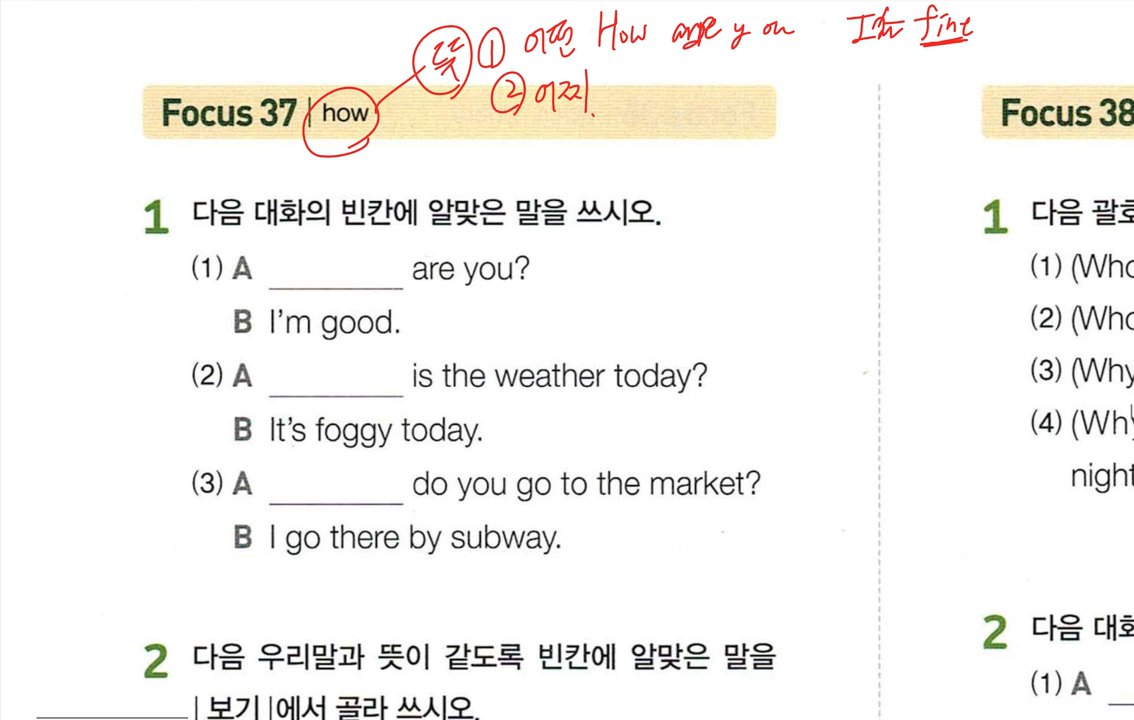 뜻 ① 어떤 How are you I'm fine
② 어찌.
Focus 37 | how
1 다음 대화의 빈칸에 알맞은 말을 쓰시오.
(1) A are you?
B I'm good.
(2) A is the weather today?
B It's foggy today.
(3) A do you go to the market?
B I go there by subway.
2 다음 우리말과 뜻이 같도록 빈칸에 알맞은 말을
| 보기 |에서 골라 쓰시오.
Focus 38
1 다음 괄호
(1) (Who
(2) (Who
(3) (Why
(4) (Why
night
2 다음 대화
(1) A